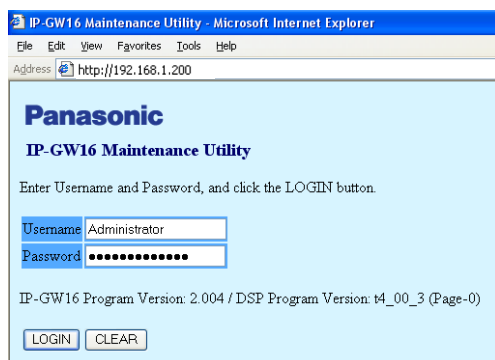 IP-GW16 Maintenance Utility - Microsoft Internet Explorer
File Edit View Favorites Tools Help
Address http://192.168.1.200
Panasonic
IP-GW16 Maintenance Utility
Enter Username and Password, and click the LOGIN button.
Username Administrator
Password •••••••••••••
IP-GW16 Program Version: 2.004 / DSP Program Version: t4_00_3 (Page-0)
LOGIN CLEAR